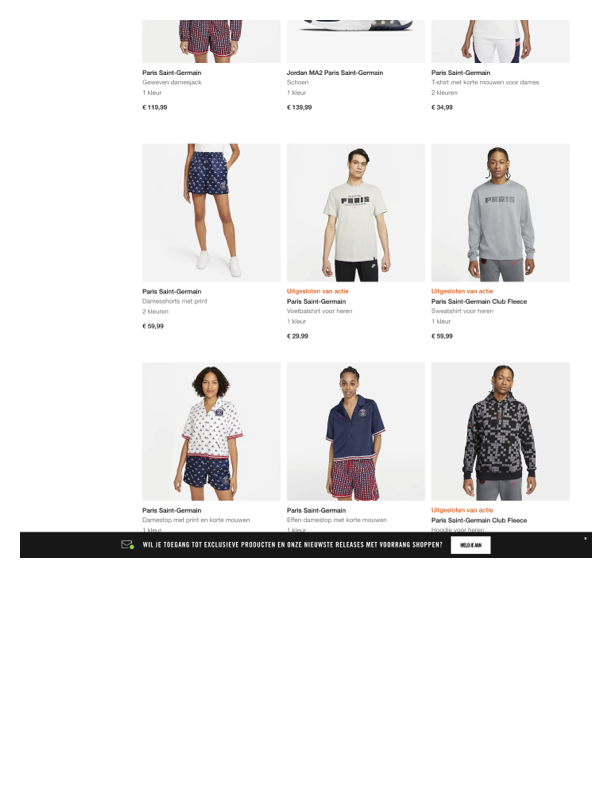 Paris Saint-Germain
Geweven damesjack
1 kleur
€ 119,99
Jordan MA2 Paris Saint-Germain
Schoen
1 kleur
€ 139,99
Paris Saint-Germain
T-shirt met korte mouwen voor dames
2 kleuren
€ 34,99
PARIS
PARIS
Paris Saint-Germain
Damesshorts met print
2 kleuren
€ 59,99
Uitgesloten van actie
Paris Saint-Germain
Voetbalshirt voor heren
1 kleur
€ 29,99
Uitgesloten van actie
Paris Saint-Germain Club Fleece
Sweatshirt voor heren
1 kleur
€ 59,99
Paris Saint-Germain
Damestop met print en korte mouwen
1 kleur
Paris Saint-Germain
Effen damestop met korte mouwen
1 kleur
Uitgesloten van actie
Paris Saint-Germain Club Fleece
Hoodie voor heren
WIL JE TOEGANG TOT EXCLUSIEVE PRODUCTEN EN ONZE NIEUWSTE RELEASES MET VOORRANG SHOPPEN?
MELD JE AAN